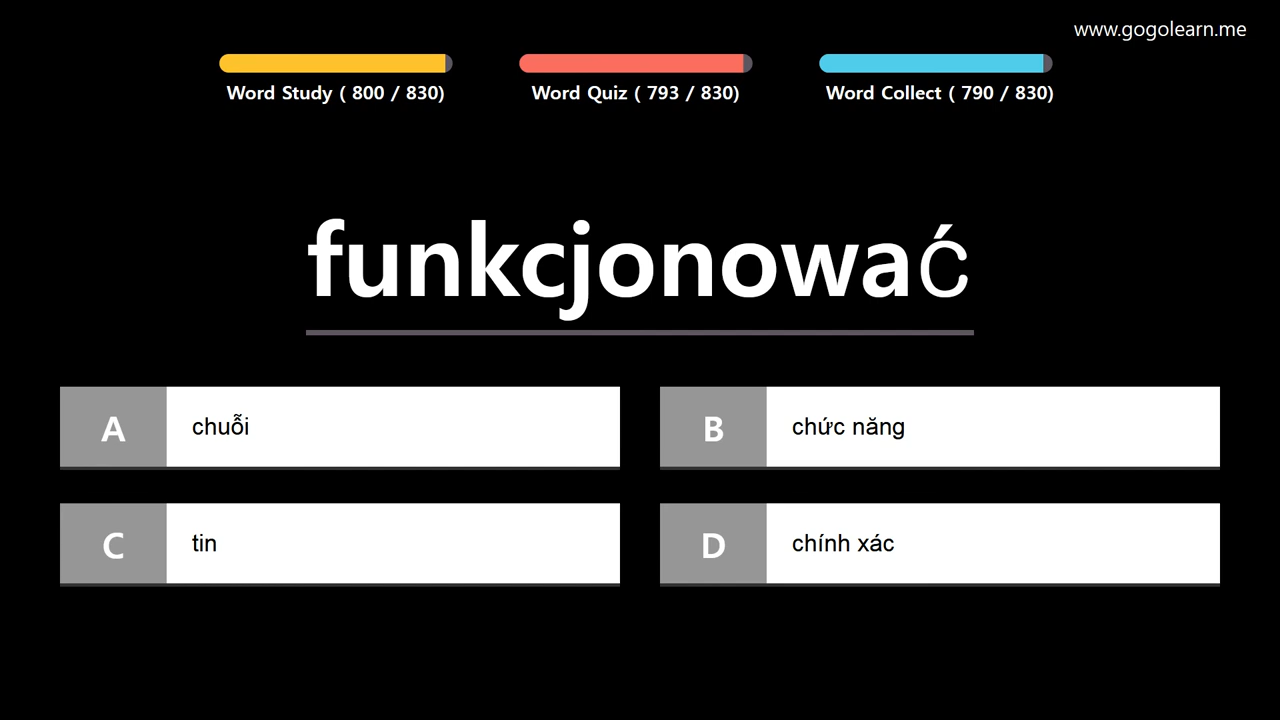 www.gogolearn.me
Word Study ( 800 / 830)
Word Quiz ( 793 / 830)
Word Collect ( 790 / 830)
funkcjonować
A
chuỗi
B
chức năng
C
tin
D
chính xác